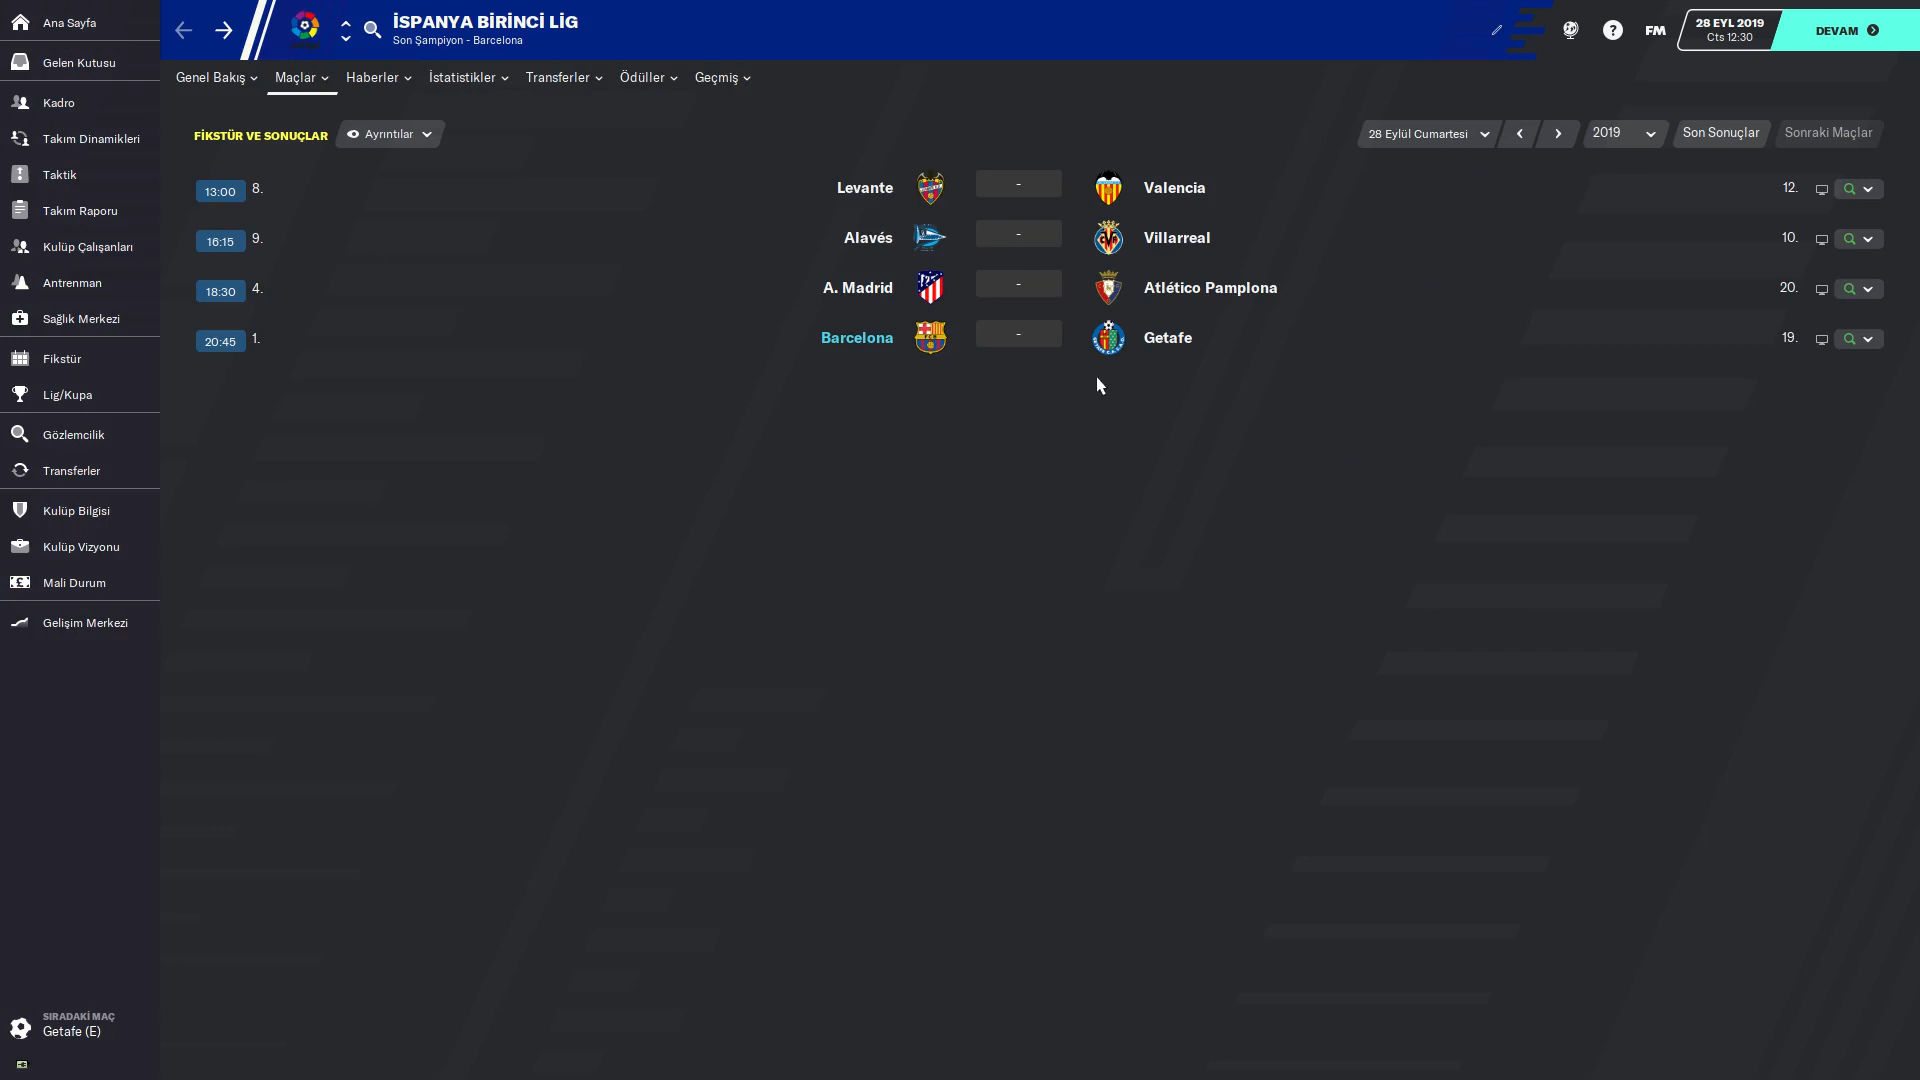 Ana Sayfa
Gelen Kutusu
Kadro
Takım Dinamikleri
Taktik
Takım Raporu
Kulüp Çalışanları
Antrenman
Sağlık Merkezi
Fikstür
Lig/Kupa
Gözlemcilik
Transferler
Kulüp Bilgisi
Kulüp Vizyonu
Mali Durum
Gelişim Merkezi
SIRADAKİ MAÇ
Getafe (E)
İSPANYA BİRİNCİ LİG
Son Şampiyon - Barcelona
FM
28 EYL 2019
Cts 12:30
DEVAM
Genel Bakış Maçlar Haberler İstatistikler Transferler Ödüller Geçmiş
FİKSTÜR VE SONUÇLAR Ayrıntılar 28 Eylül Cumartesi 2019 Son Sonuçlar Sonraki Maçlar
13:00 8. Levante - Valencia 12.
16:15 9. Alavés - Villarreal 10.
18:30 4. A. Madrid - Atlético Pamplona 20.
20:45 1. Barcelona - Getafe 19.